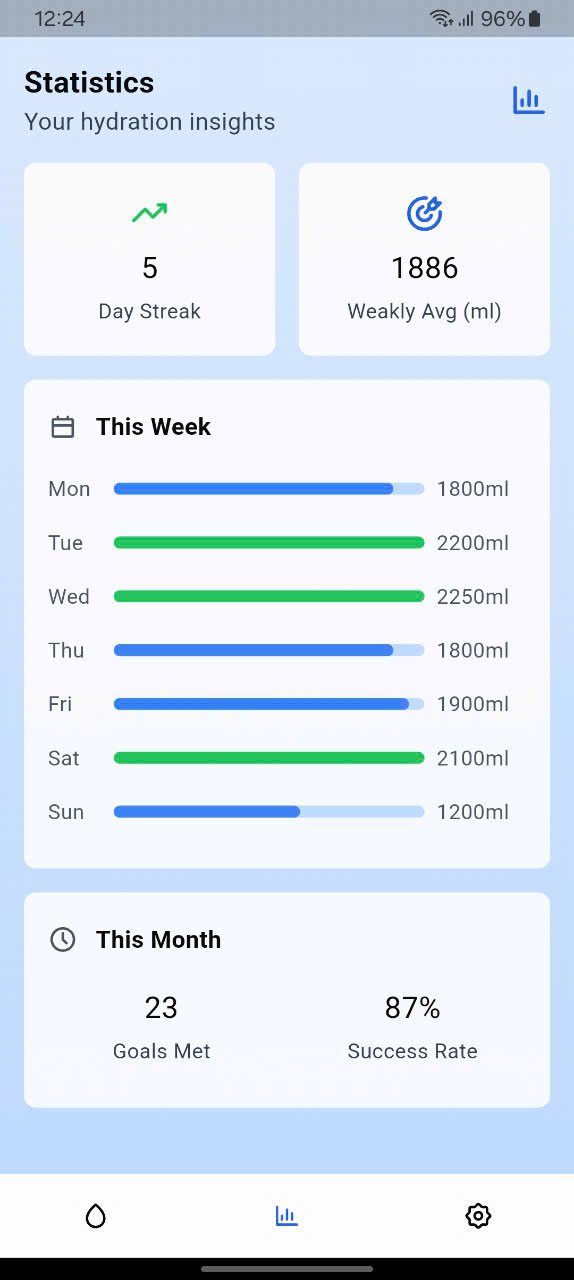 12:24
96%
Statistics
Your hydration insights
5
Day Streak
1886
Weakly Avg (ml)
This Week
Mon 1800ml
Tue 2200ml
Wed 2250ml
Thu 1800ml
Fri 1900ml
Sat 2100ml
Sun 1200ml
This Month
23
Goals Met
87%
Success Rate